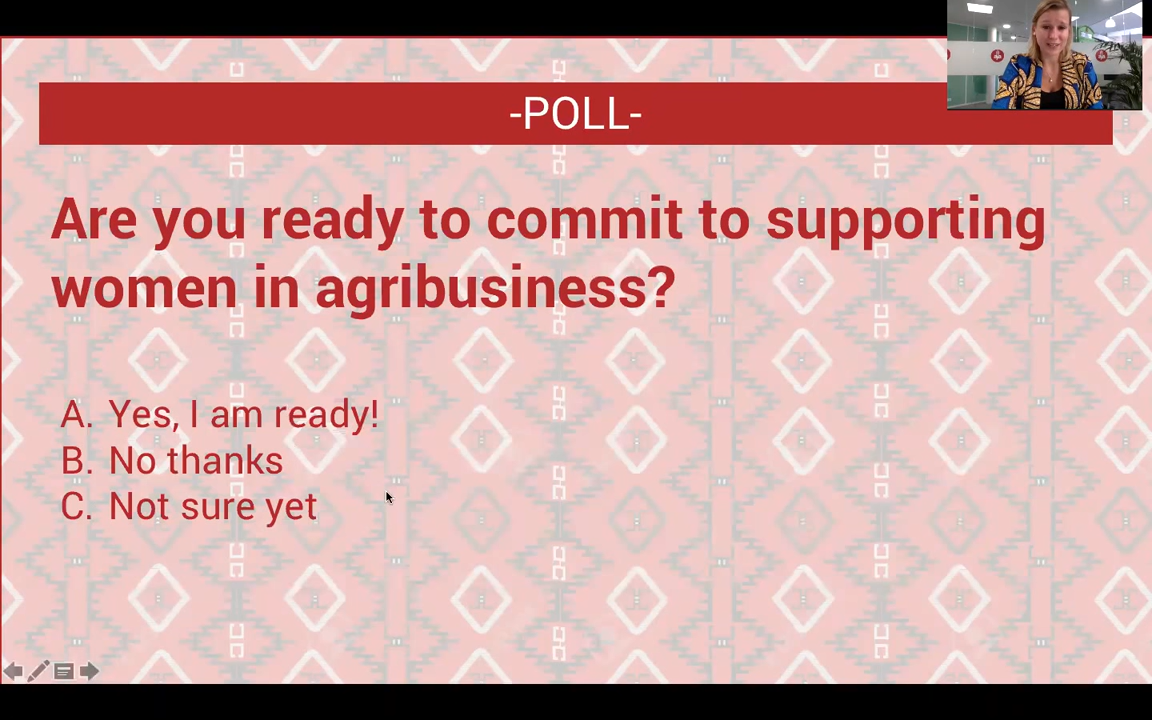 -POLL-
Are you ready to commit to supporting
women in agribusiness?
A. Yes, I am ready!
B. No thanks
C. Not sure yet